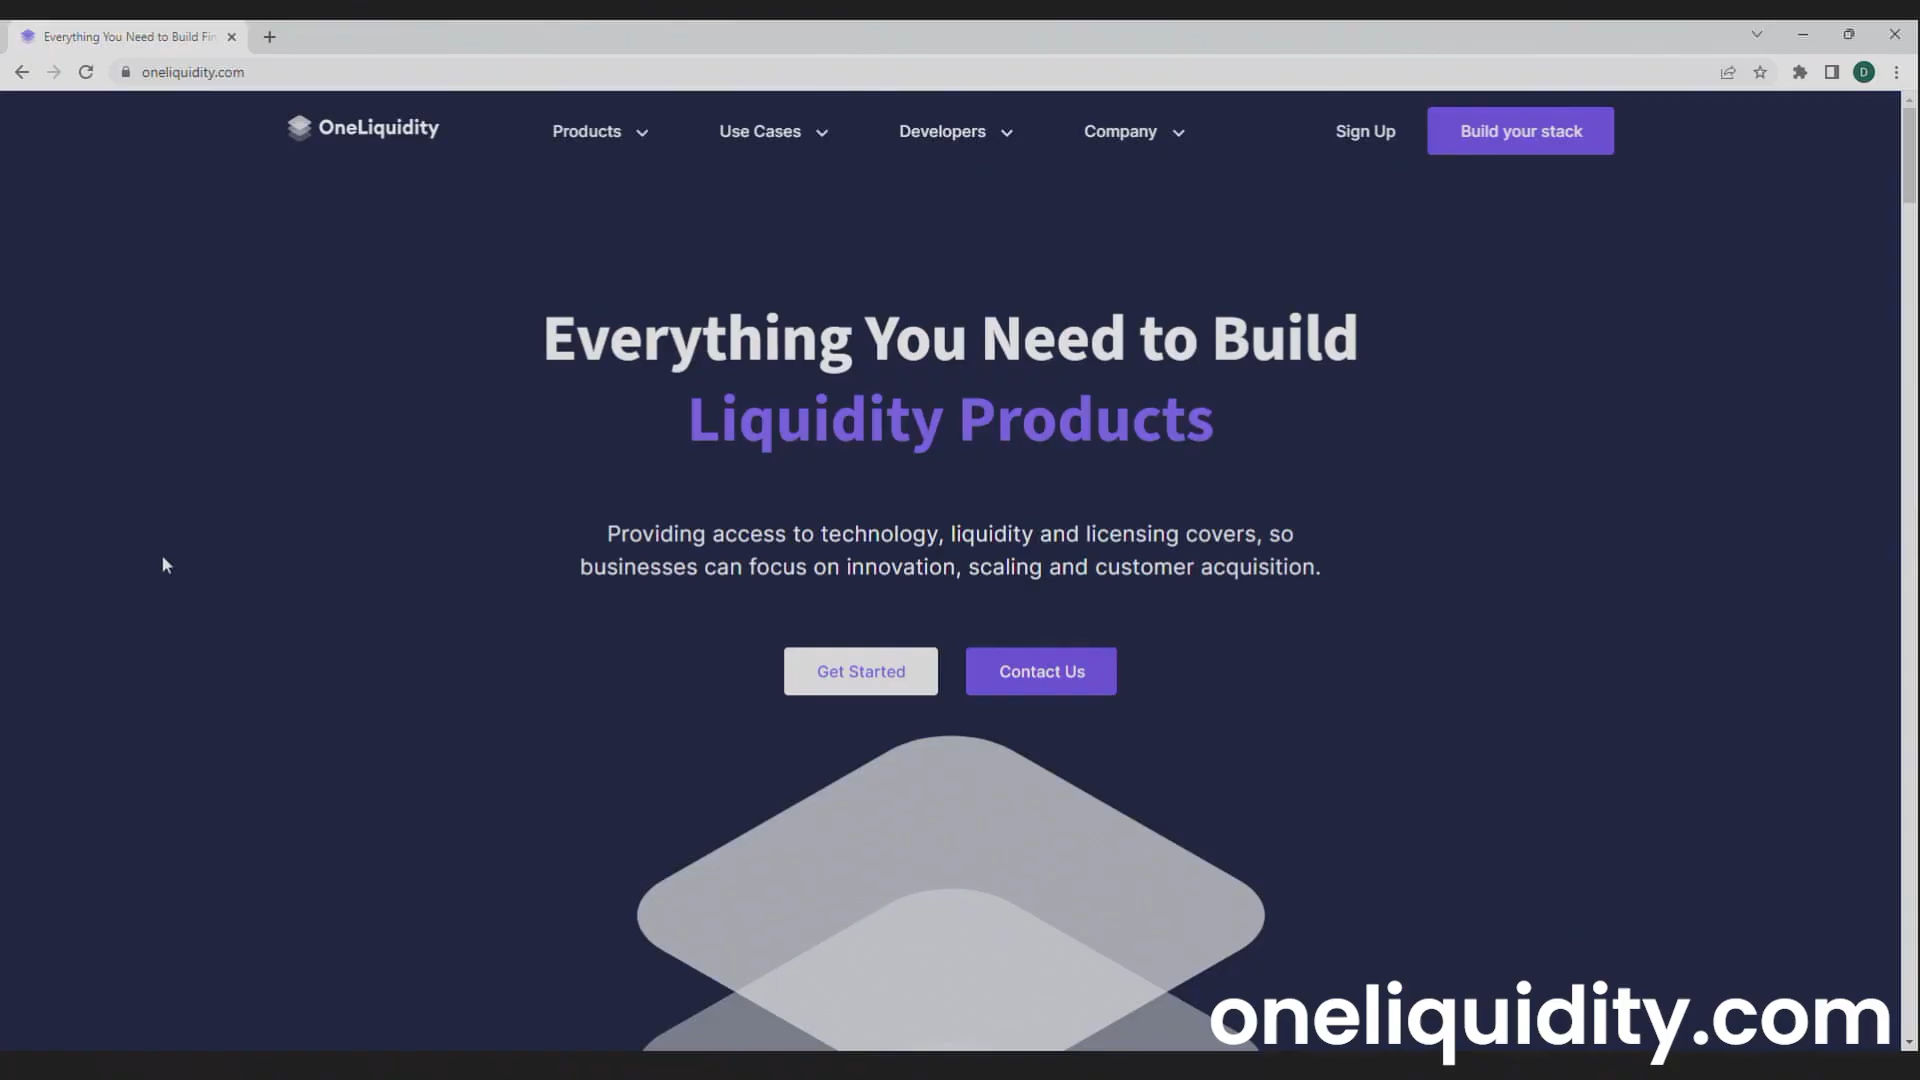 Everything You Need to Build Fin
oneliquidity.com
D
OneLiquidity
Products
Use Cases
Developers
Company
Sign Up
Build your stack
Everything You Need to Build
Liquidity Products
Providing access to technology, liquidity and licensing covers, so
businesses can focus on innovation, scaling and customer acquisition.
Get Started
Contact Us
oneliquidity.com